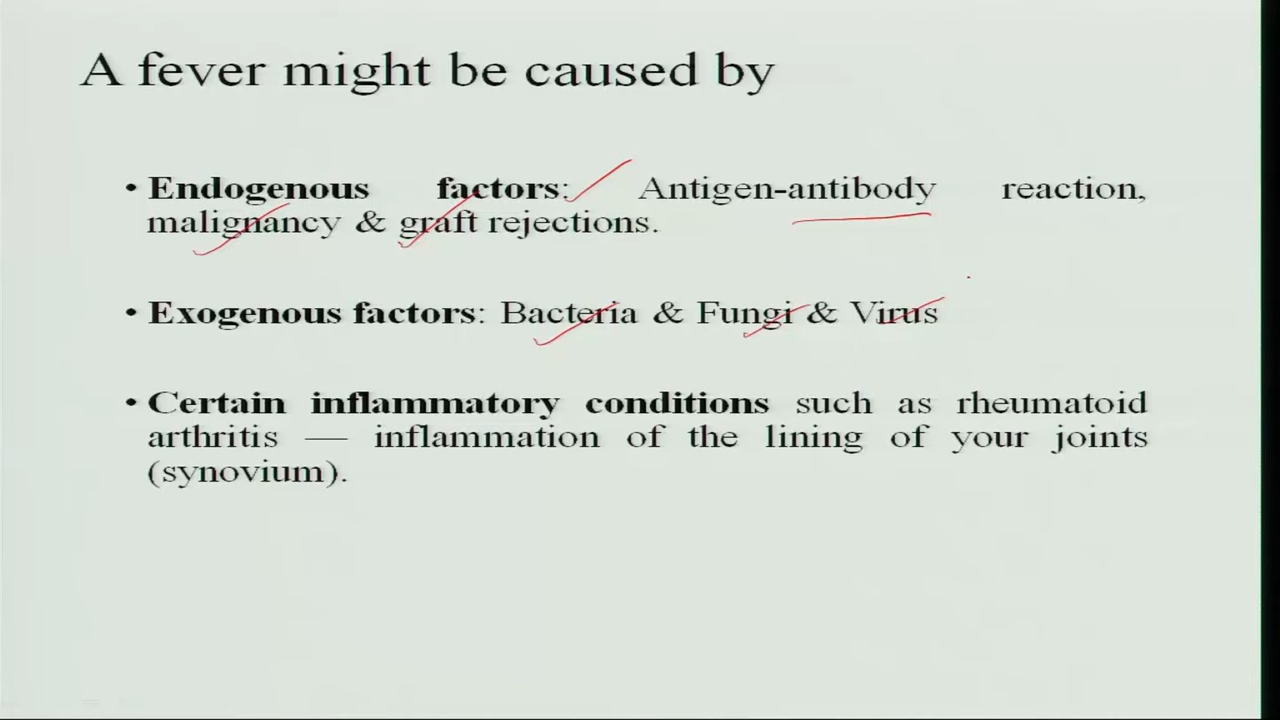 A fever might be caused by
• Endogenous factors: Antigen-antibody reaction,
malignancy & graft rejections.
• Exogenous factors: Bacteria & Fungi & Virus
• Certain inflammatory conditions such as rheumatoid
arthritis — inflammation of the lining of your joints
(synovium).